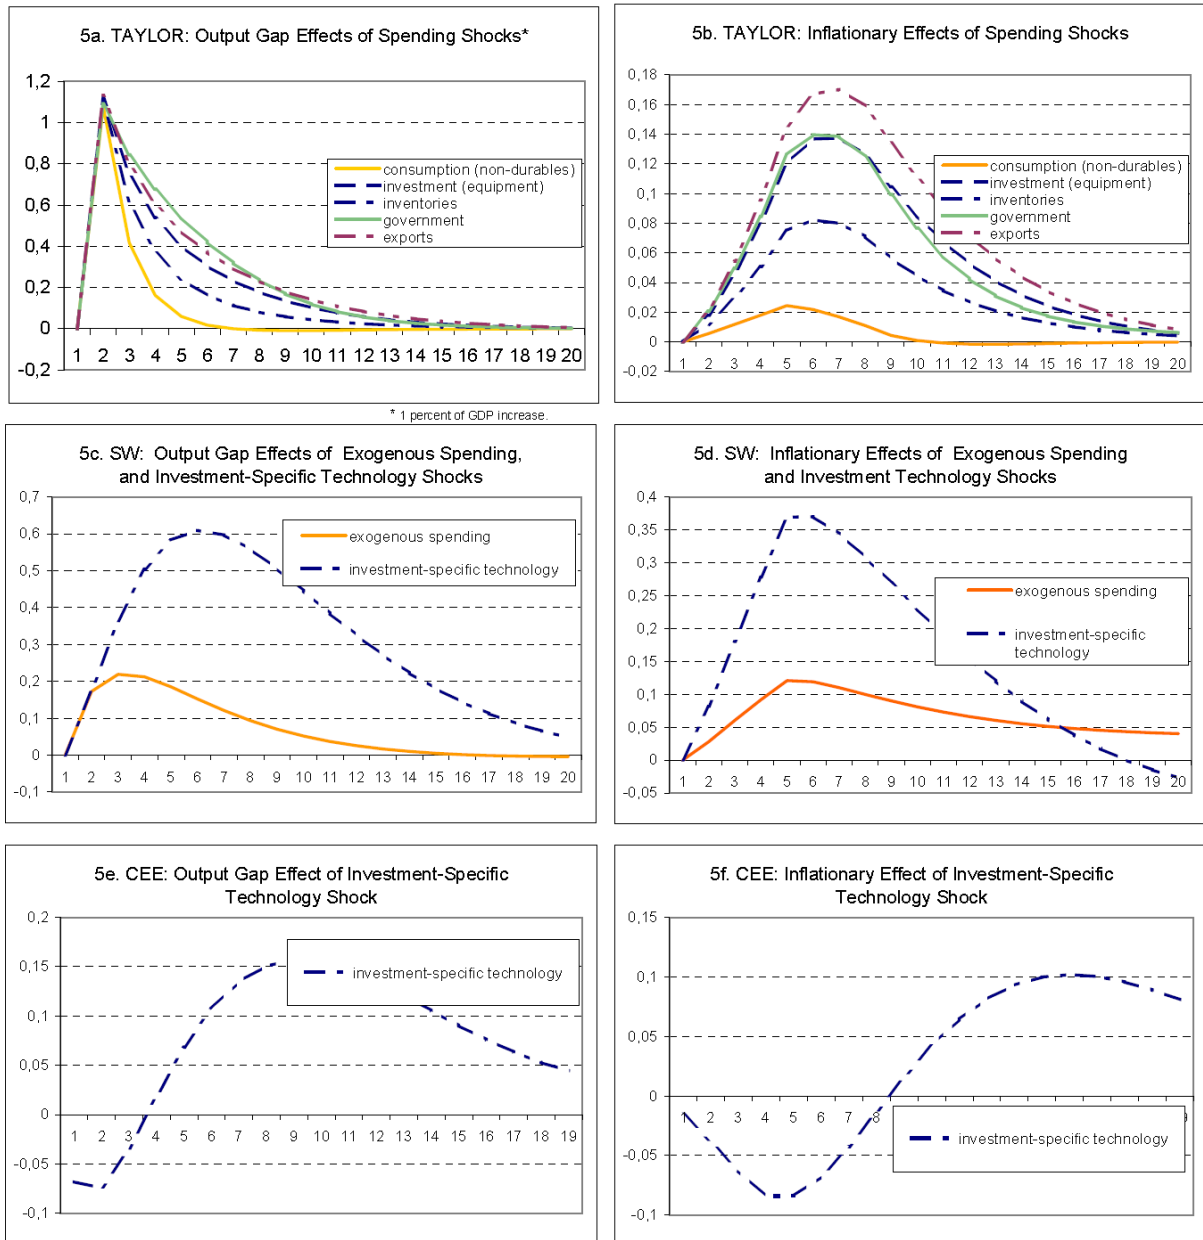 5a. TAYLOR: Output Gap Effects of Spending Shocks*
1,2
1
0,8
0,6
0,4
0,2
0
-0,2
consumption (non-durables)
investment (equipment)
inventories
government
exports
1 2 3 4 5 6 7 8 9 10 11 12 13 14 15 16 17 18 19 20
* 1 percent of GDP increase.
5b. TAYLOR: Inflationary Effects of Spending Shocks
0,18
0,16
0,14
0,12
0,1
0,08
0,06
0,04
0,02
0
-0,02
consumption (non-durables)
investment (equipment)
inventories
government
exports
1 2 3 4 5 6 7 8 9 10 11 12 13 14 15 16 17 18 19 20
5c. SW: Output Gap Effects of Exogenous Spending,
and Investment-Specific Technology Shocks
0,7
0,6
0,5
0,4
0,3
0,2
0,1
0
-0,1
exogenous spending
investment-specific technology
1 2 3 4 5 6 7 8 9 10 11 12 13 14 15 16 17 18 19 20
5d. SW: Inflationary Effects of Exogenous Spending
and Investment Technology Shocks
0,4
0,35
0,3
0,25
0,2
0,15
0,1
0,05
0
-0,05
exogenous spending
investment-specific
technology
1 2 3 4 5 6 7 8 9 10 11 12 13 14 15 16 17 18 19 20
5e. CEE: Output Gap Effect of Investment-Specific
Technology Shock
0,2
0,15
0,1
0,05
0
-0,05
-0,1
investment-specific technology
1 2 3 4 5 6 7 8 9 10 11 12 13 14 15 16 17 18 19
5f. CEE: Inflationary Effect of Investment-Specific
Technology Shock
0,15
0,1
0,05
0
-0,05
-0,1
1 2 3 4 5 6 7 8
investment-specific technology